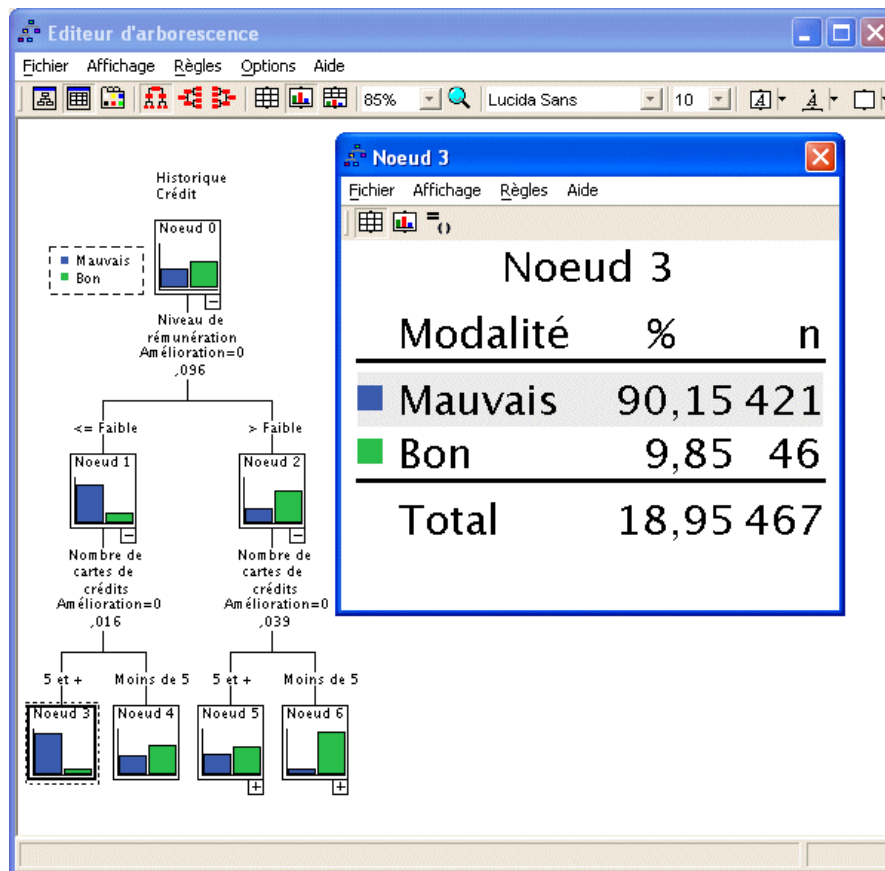 Editeur d'arborescence
Fichier Affichage Règles Options Aide
85% Lucida Sans 10 A A
Historique
Crédit
Noeud 0
Mauvais
Bon
Niveau de
rémunération
Amélioration=0
,096
<= Faible > Faible
Noeud 1 Noeud 2
Nombre de
cartes de
crédits
Amélioration=0
,016
Nombre de
cartes de
crédits
Amélioration=0
,039
5 et + Moins de 5 5 et + Moins de 5
Noeud 3 Noeud 4 Noeud 5 Noeud 6
Noeud 3
Fichier Affichage Règles Aide
Noeud 3
Modalité % n
Mauvais 90,15 421
Bon 9,85 46
Total 18,95 467